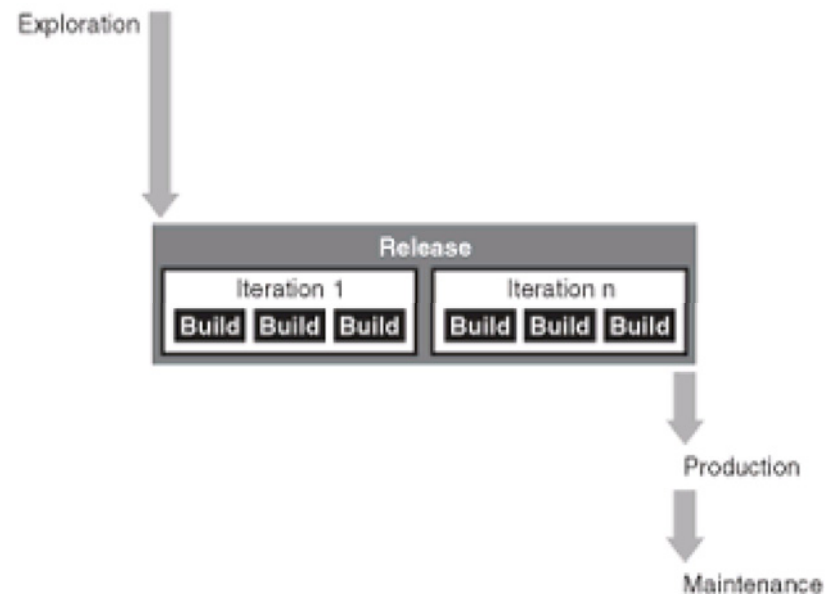 Exploration
Release
Iteration 1
Iteration n
Build Build Build
Build Build Build
Production
Maintenance